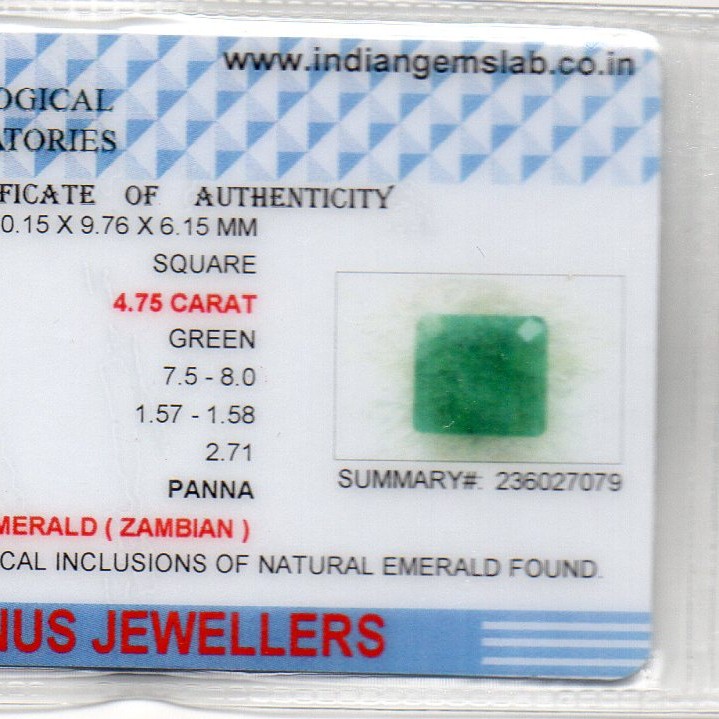 www.indiangemslab.co.in
OGICAL
ATORIES
FICATE OF AUTHENTICITY
0.15 X 9.76 X 6.15 MM
SQUARE
4.75 CARAT
GREEN
7.5 - 8.0
1.57 - 1.58
2.71
PANNA
SUMMARY#: 236027079
MERALD ( ZAMBIAN )
CAL INCLUSIONS OF NATURAL EMERALD FOUND.
NUS JEWELLERS